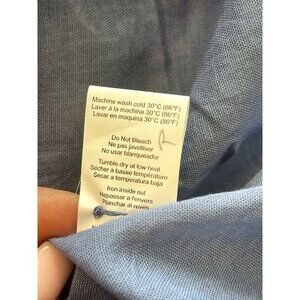 Machine wash cold 30°C (86°F)
Laver à la machine 30°C (86°F)
Lavar en maquina 30°C (86°F)
Do Not Bleach
Ne pas javelliser
No usar blanqueador
Tumble dry at low heat
Sécher à basse température
Secar a temperatura baja
Iron inside out
Repasser a l'envers
Planchar al reves